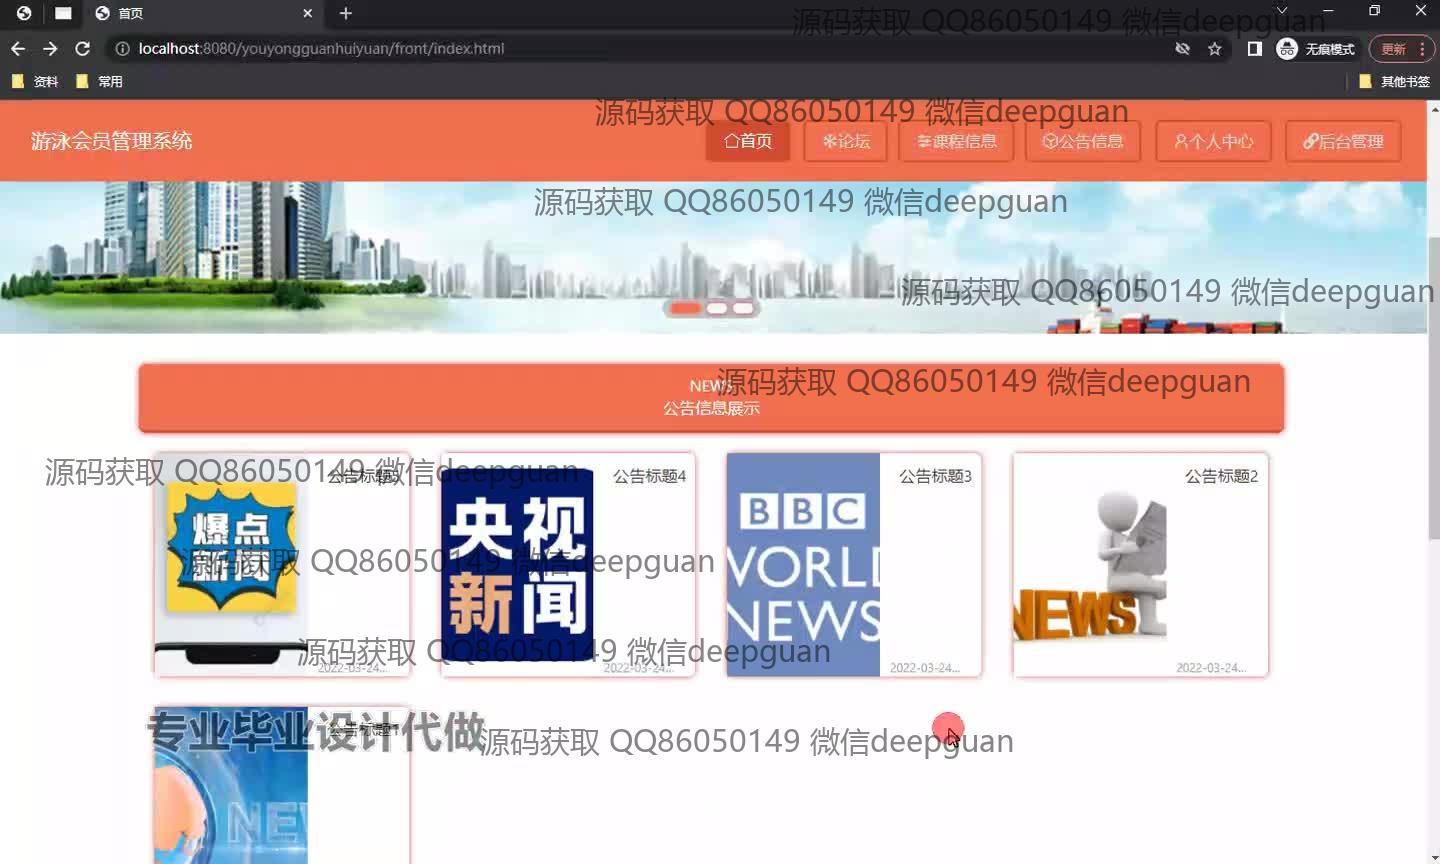 首页
源码获取 QQ86050149 微信deepguan
localhost:8080/youyongguanhuiyuan/front/index.html
无痕模式
更新
资料
常用
其他书签
源码获取 QQ86050149 微信deepguan
游泳会员管理系统
首页
论坛
课程信息
公告信息
个人中心
后台管理
源码获取 QQ86050149 微信deepguan
源码获取 QQ86050149 微信deepguan
NEWS
源码获取 QQ86050149 微信deepguan
公告信息展示
源码获取 QQ86050149 微信deepguan
公告标题5
公告标题4
公告标题3
公告标题2
爆点
新闻
央视
新闻
BBC
WORLD
NEWS
NEWS
源码获取 QQ86050149 微信deepguan
源码获取 QQ86050149 微信deepguan
2022-03-24...
2022-03-24...
2022-03-24...
2022-03-24...
专业毕业设计代做
公告标题1
源码获取 QQ86050149 微信deepguan
NE